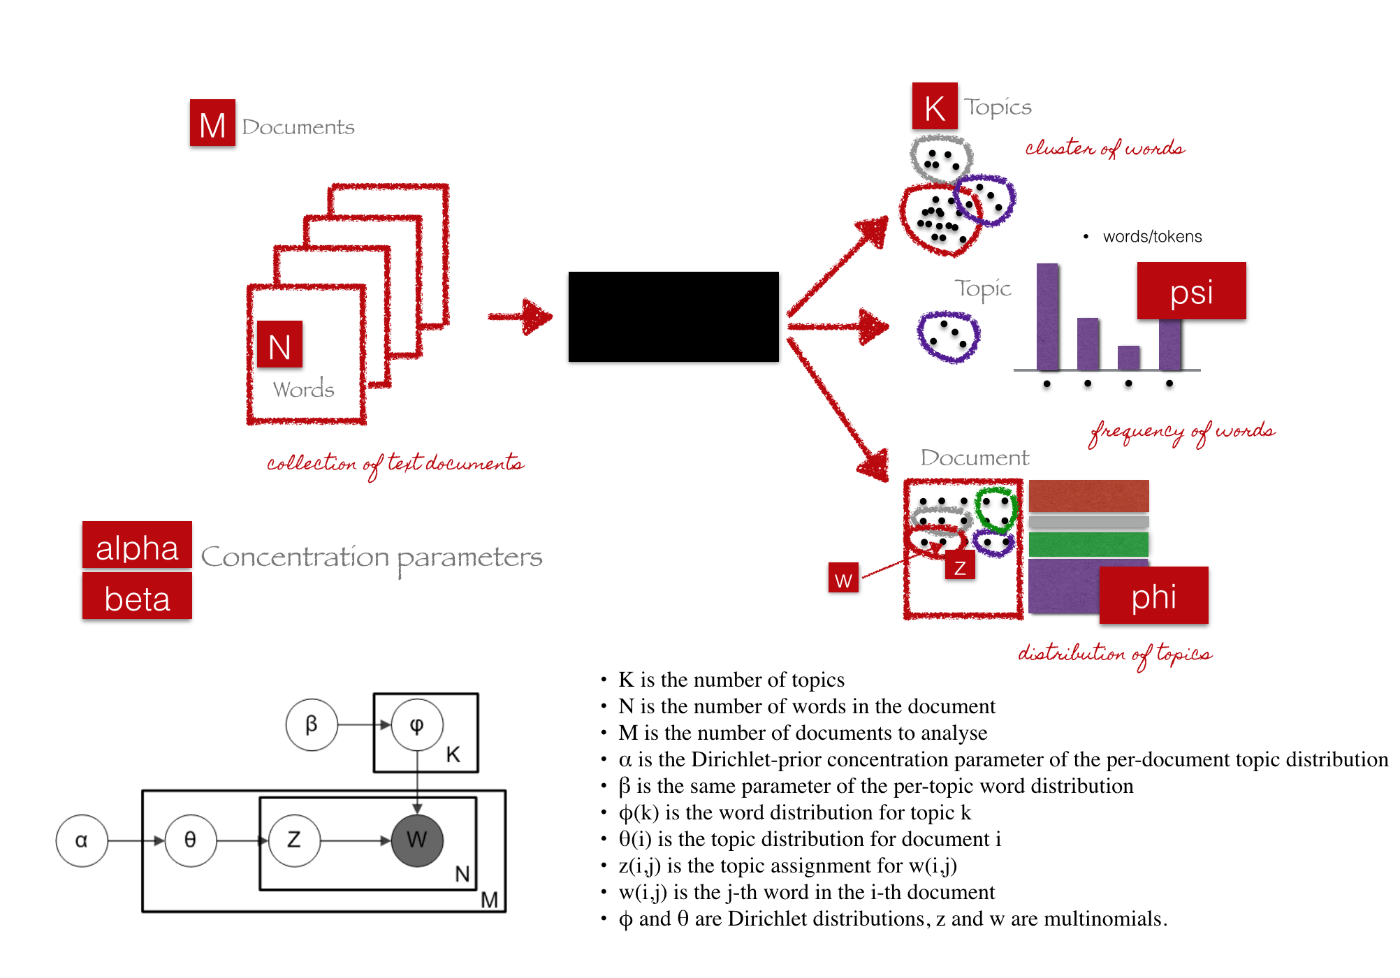 M Documents
K Topics
cluster of words
• words/tokens
Topic
psi
N
Words
frequency of words
collection of text documents
Document
alpha
Concentration parameters
beta
w
z
phi
distribution of topics
• K is the number of topics
• N is the number of words in the document
• M is the number of documents to analyse
• α is the Dirichlet-prior concentration parameter of the per-document topic distribution
• β is the same parameter of the per-topic word distribution
• ϕ(k) is the word distribution for topic k
• θ(i) is the topic distribution for document i
• z(i,j) is the topic assignment for w(i,j)
• w(i,j) is the j-th word in the i-th document
• ϕ and θ are Dirichlet distributions, z and w are multinomials.
β φ
K
α θ Z W
N
M